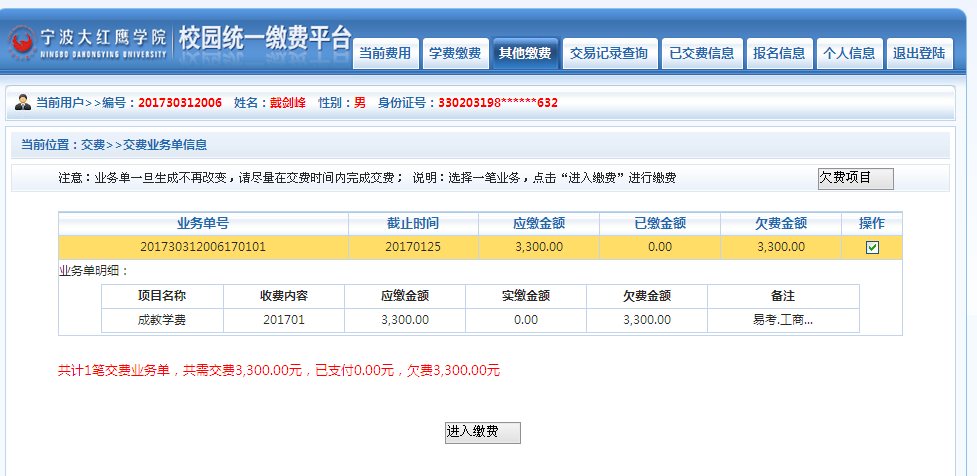 宁波大红鹰学院 校园统一缴费平台
NINGBO DAHONGYING UNIVERSITY
当前费用 学费缴费 其他缴费 交易记录查询 已交费信息 报名信息 个人信息 退出登陆
当前用户>>编号：201730312006 姓名：戴剑峰 性别：男 身份证号：330203198******632
当前位置：交费>>交费业务单信息
注意：业务单一旦生成不再改变，请尽量在交费时间内完成交费； 说明：选择一笔业务，点击“进入缴费”进行缴费 欠费项目
业务单号 截止时间 应缴金额 已缴金额 欠费金额 操作
201730312006170101 20170125 3,300.00 0.00 3,300.00
业务单明细：
项目名称 收费内容 应缴金额 实缴金额 欠费金额 备注
成教学费 201701 3,300.00 0.00 3,300.00 易考.工商...
共计1笔交费业务单，共需交费3,300.00元，已支付0.00元，欠费3,300.00元
进入缴费